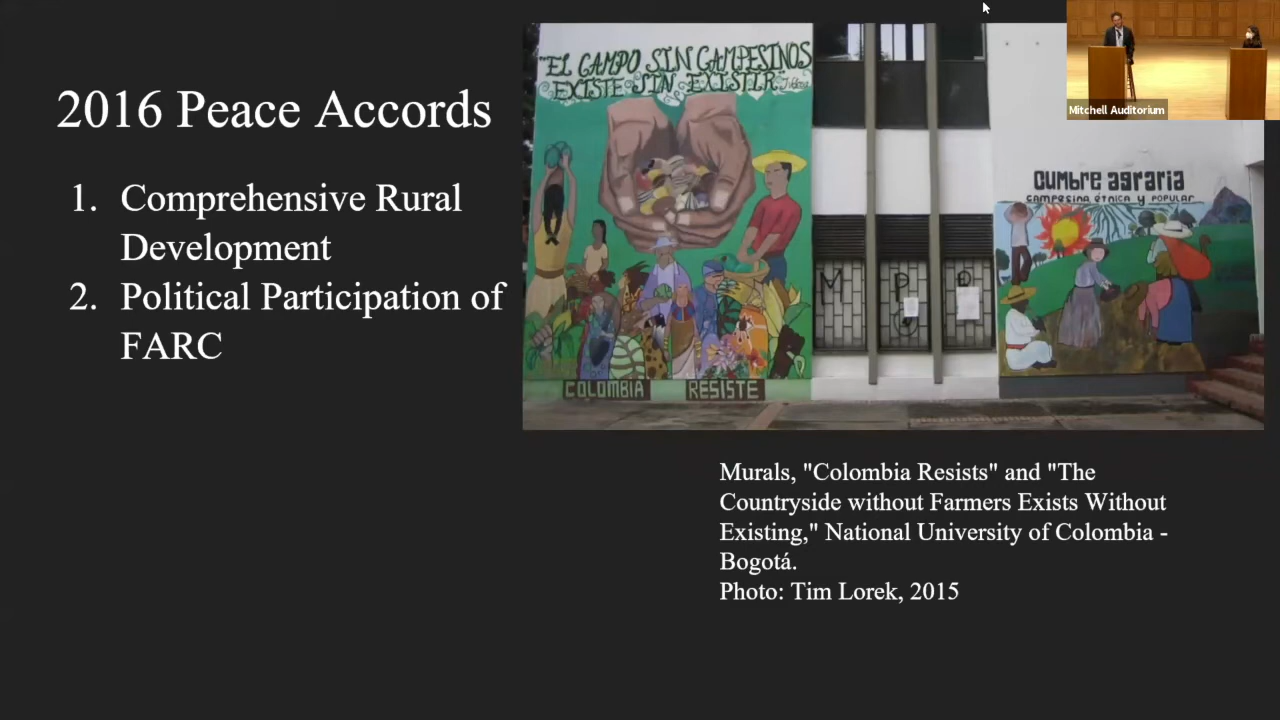 2016 Peace Accords
1. Comprehensive Rural
Development
2. Political Participation of
FARC
"EL CAMPO SIN CAMPESINOS
EXISTE SIN EXISTIR"
COLOMBIA RESISTE
CUMBRE agraria
CAMPESINA ÉTNICA Y POPULAR
Mitchell Auditorium
Murals, "Colombia Resists" and "The
Countryside without Farmers Exists Without
Existing," National University of Colombia -
Bogotá.
Photo: Tim Lorek, 2015